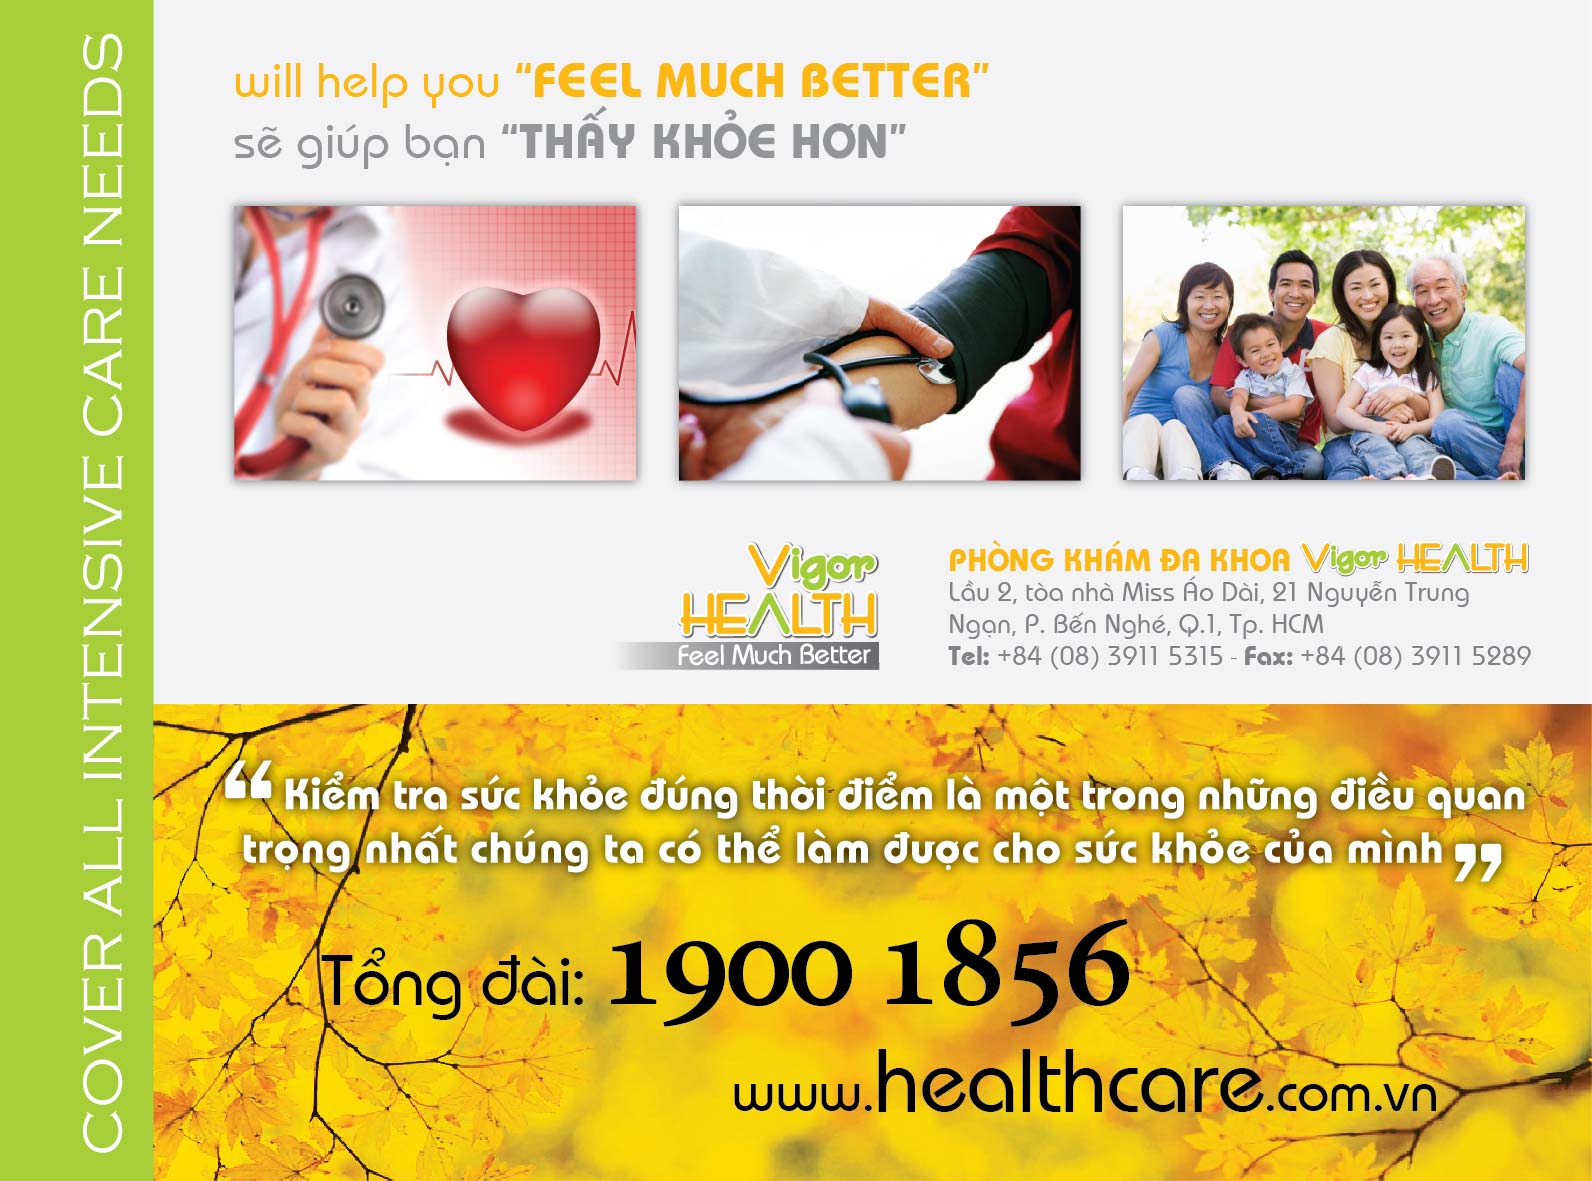 COVER ALL INTENSIVE CARE NEEDS
will help you “FEEL MUCH BETTER”
sẽ giúp bạn “THẤY KHỎE HƠN”
Vigor
HEALTH
Feel Much Better
PHÒNG KHÁM ĐA KHOA Vigor HEALTH
Lầu 2, tòa nhà Miss Áo Dài, 21 Nguyễn Trung
Ngạn, P. Bến Nghé, Q.1, Tp. HCM
Tel: +84 (08) 3911 5315 - Fax: +84 (08) 3911 5289
“Kiểm tra sức khỏe đúng thời điểm là một trong những điều quan
trọng nhất chúng ta có thể làm được cho sức khỏe của mình”
Tổng đài: 1900 1856
www.healthcare.com.vn